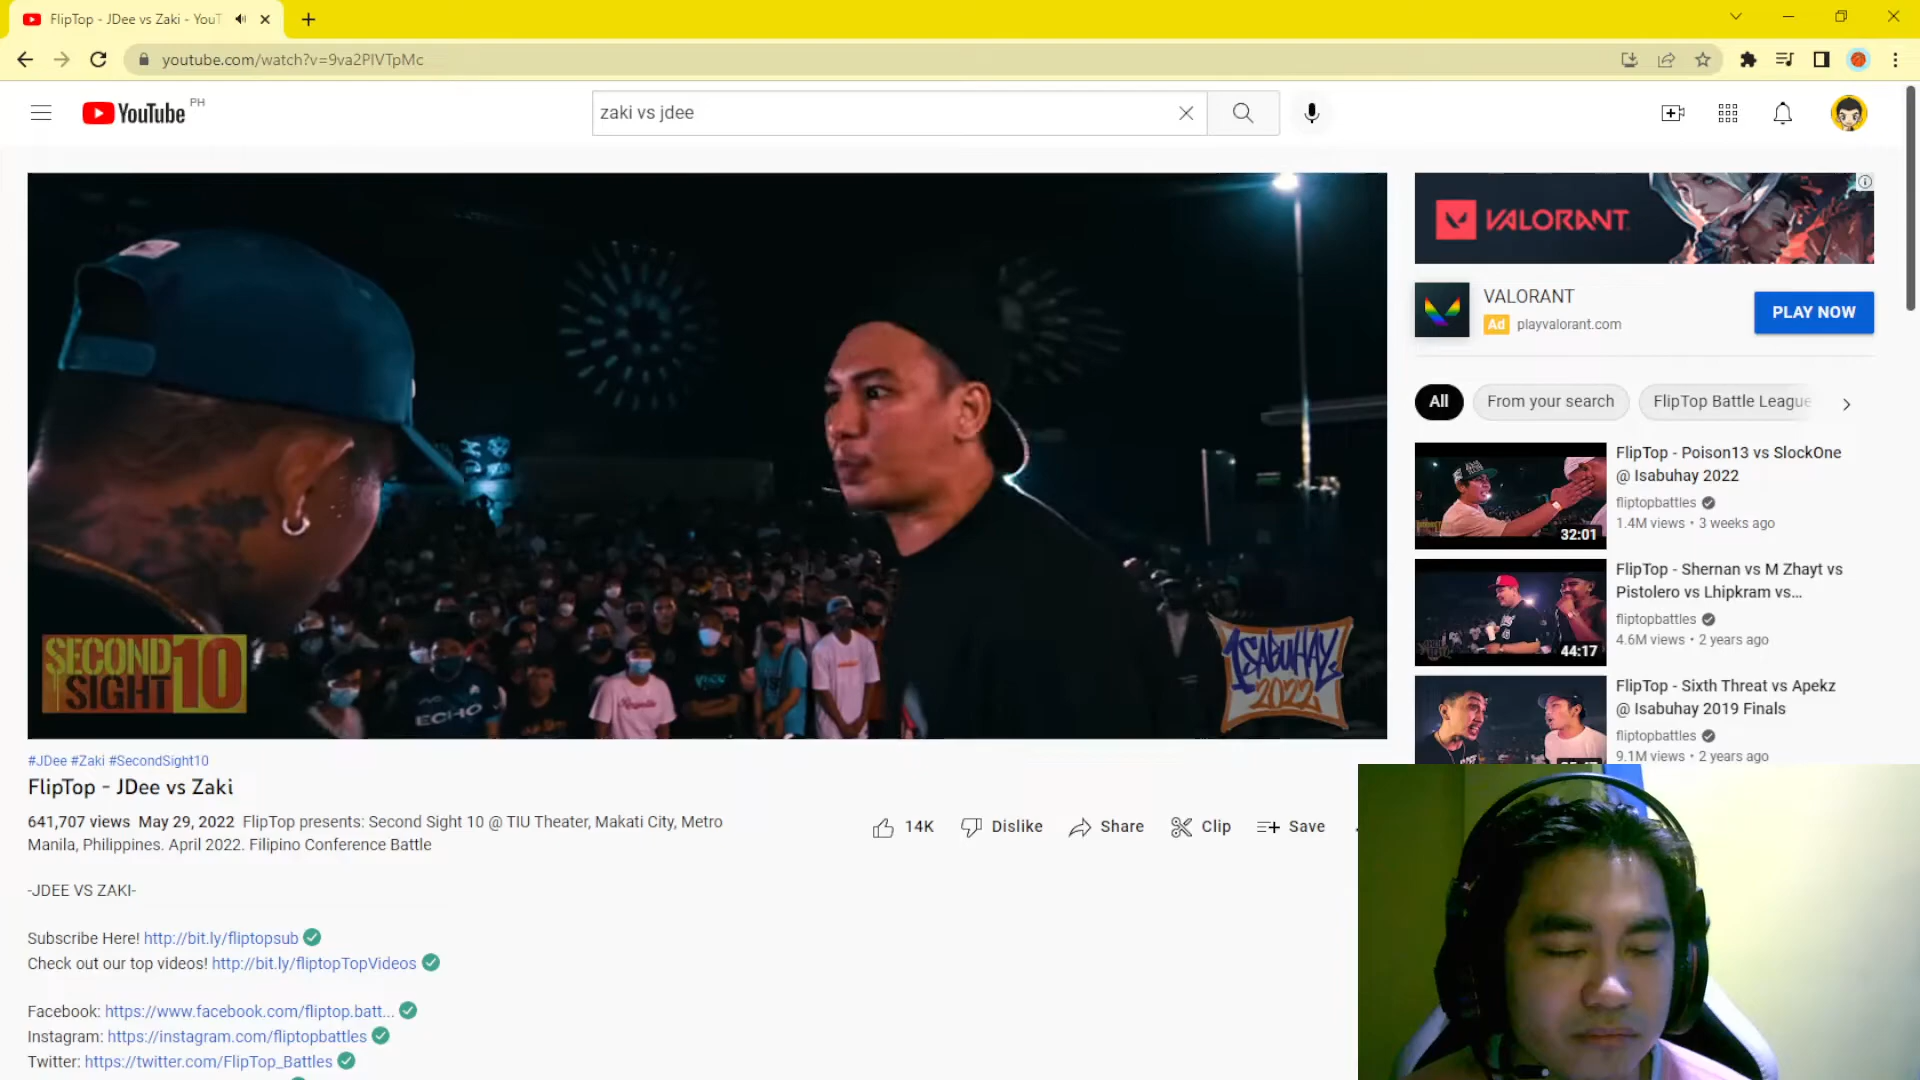 FlipTop - JDee vs Zaki - YouT
youtube.com/watch?v=9va2PlVTpMc
YouTube PH
zaki vs jdee
SECOND
SIGHT 10
ECHO
ISABUHAY
2022
#JDee #Zaki #SecondSight10
FlipTop - JDee vs Zaki
641,707 views May 29, 2022 FlipTop presents: Second Sight 10 @ TIU Theater, Makati City, Metro
Manila, Philippines. April 2022. Filipino Conference Battle
14K
Dislike
Share
Clip
Save
-JDEE VS ZAKI-
Subscribe Here! http://bit.ly/fliptopsub
Check out our top videos! http://bit.ly/fliptopTopVideos
Facebook: https://www.facebook.com/fliptop.batt...
Instagram: https://instagram.com/fliptopbattles
Twitter: https://twitter.com/FlipTop_Battles
VALORANT
VALORANT
Ad playvalorant.com
PLAY NOW
All
From your search
FlipTop Battle League
FlipTop - Poison13 vs SlockOne
@ Isabuhay 2022
fliptopbattles
1.4M views • 3 weeks ago
32:01
FlipTop - Shernan vs M Zhayt vs
Pistolero vs Lhipkram vs...
fliptopbattles
4.6M views • 2 years ago
44:17
FlipTop - Sixth Threat vs Apekz
@ Isabuhay 2019 Finals
fliptopbattles
9.1M views • 2 years ago